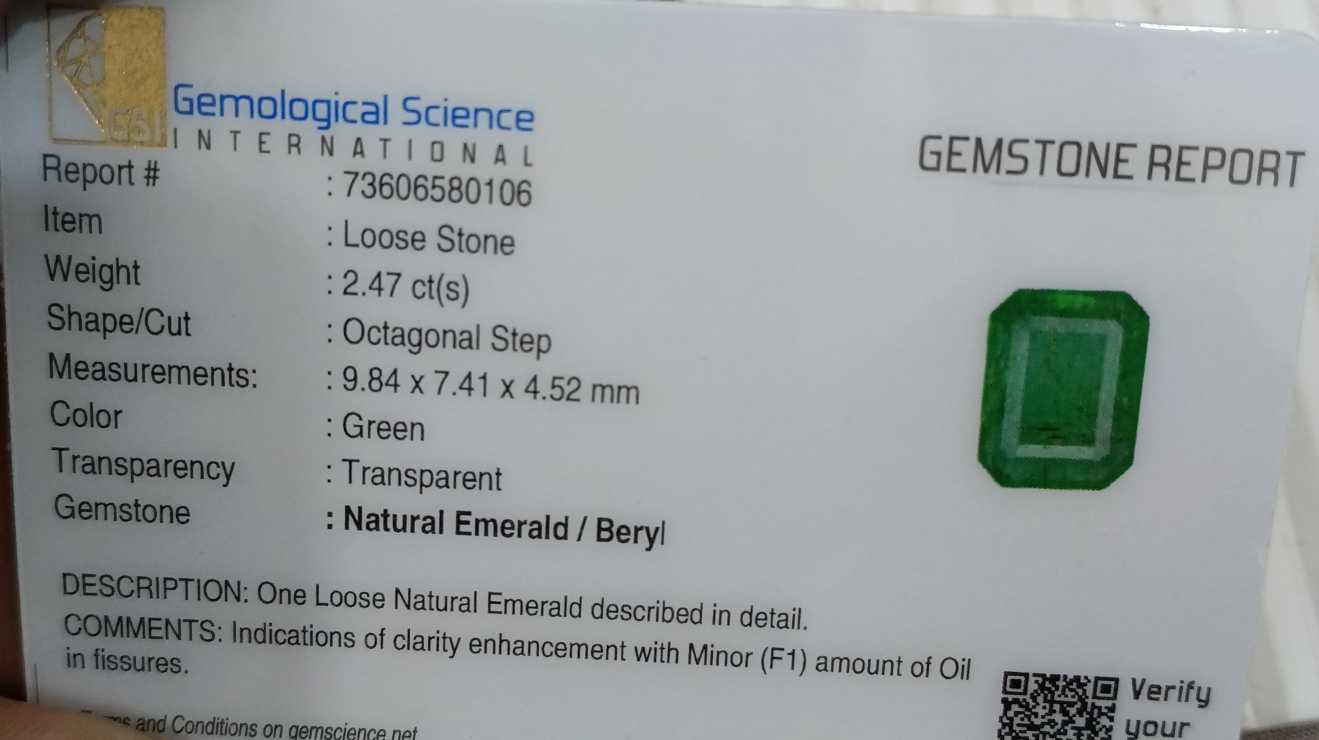 GSI
Gemological Science
INTERNATIONAL
GEMSTONE REPORT
Report # : 73606580106
Item : Loose Stone
Weight : 2.47 ct(s)
Shape/Cut : Octagonal Step
Measurements: : 9.84 x 7.41 x 4.52 mm
Color : Green
Transparency : Transparent
Gemstone : Natural Emerald / Beryl
DESCRIPTION: One Loose Natural Emerald described in detail.
COMMENTS: Indications of clarity enhancement with Minor (F1) amount of Oil
in fissures.
and Conditions on gemscience.net
Verify
your